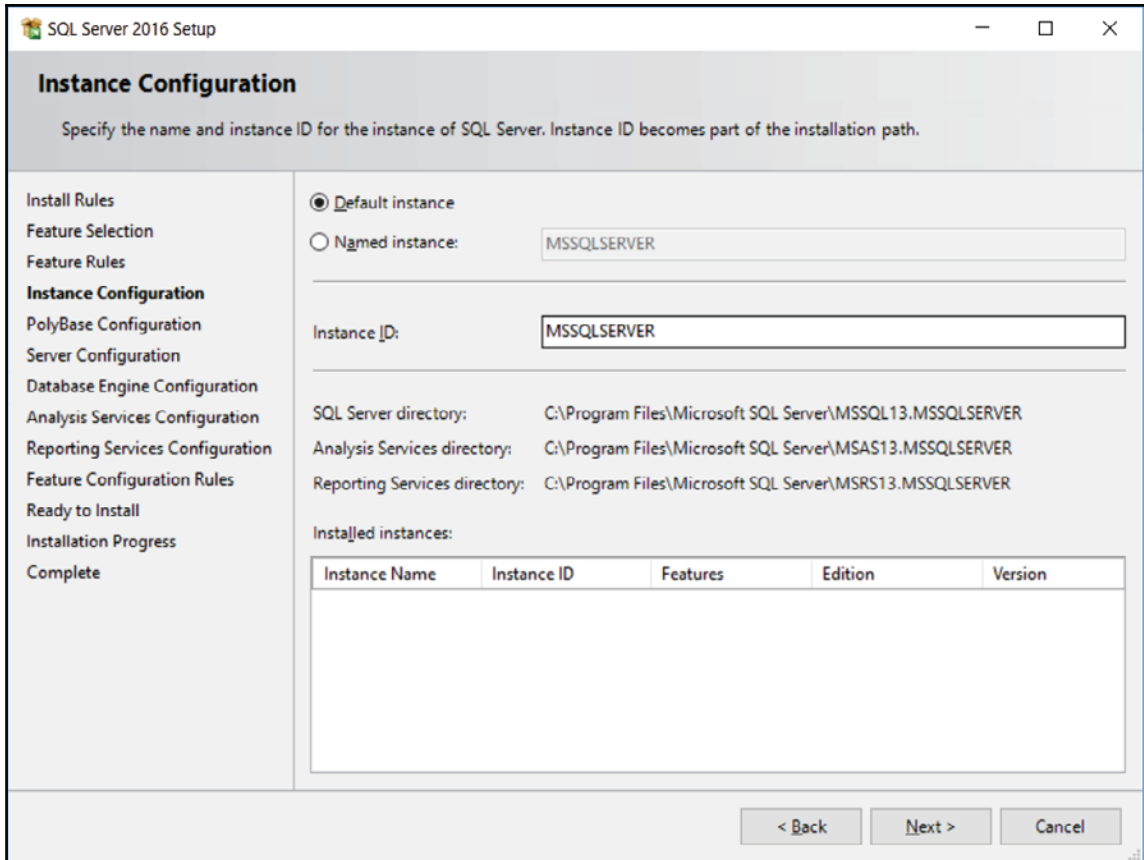 SQL Server 2016 Setup
Instance Configuration
Specify the name and instance ID for the instance of SQL Server. Instance ID becomes part of the installation path.
Install Rules
Feature Selection
Feature Rules
Instance Configuration
PolyBase Configuration
Server Configuration
Database Engine Configuration
Analysis Services Configuration
Reporting Services Configuration
Feature Configuration Rules
Ready to Install
Installation Progress
Complete
Default instance
Named instance: MSSQLSERVER
Instance ID: MSSQLSERVER
SQL Server directory: C:\Program Files\Microsoft SQL Server\MSSQL13.MSSQLSERVER
Analysis Services directory: C:\Program Files\Microsoft SQL Server\MSAS13.MSSQLSERVER
Reporting Services directory: C:\Program Files\Microsoft SQL Server\MSRS13.MSSQLSERVER
Installed instances:
Instance Name Instance ID Features Edition Version
< Back Next > Cancel